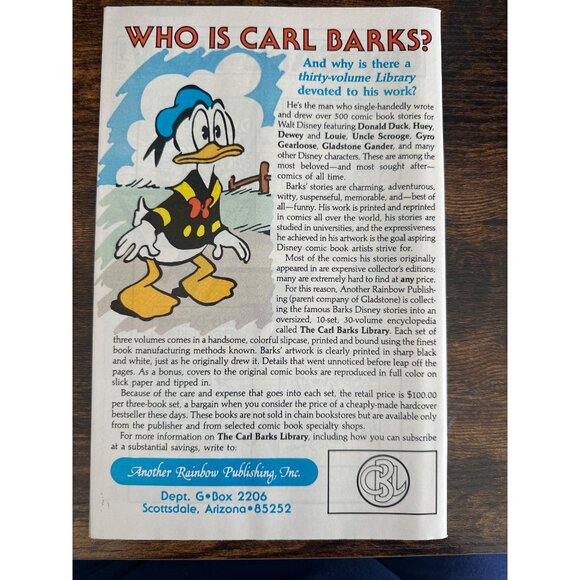 WHO IS CARL BARKS?
And why is there a
thirty-volume Library
devoted to his work?
He's the man who single-handedly wrote
and drew over 500 comic book stories for
Walt Disney featuring Donald Duck, Huey,
Dewey and Louie, Uncle Scrooge, Gyro
Gearloose, Gladstone Gander, and many
other Disney characters. These are among the
most beloved—and most sought after—
comics of all time.
Barks' stories are charming, adventurous,
witty, suspenseful, memorable, and—best of
all—funny. His work is printed and reprinted
in comics all over the world, his stories are
studied in universities, and the expressiveness
he achieved in his artwork is the goal aspiring
Disney comic book artists strive for.
Most of the comics his stories originally
appeared in are expensive collector's editions;
many are extremely hard to find at any price.
For this reason, Another Rainbow Publish-
ing (parent company of Gladstone) is collect-
ing the famous Barks Disney stories into an
oversized, 10-set, 30-volume encyclopedia
called The Carl Barks Library. Each set of
three volumes comes in a handsome, colorful slipcase, printed and bound using the finest
book manufacturing methods known. Barks' artwork is clearly printed in sharp black
and white, just as he originally drew it. Details that went unnoticed before leap off the
pages. As a bonus, covers to the original comic books are reproduced in full color on
slick paper and tipped in.
Because of the care and expense that goes into each set, the retail price is $100.00
per three-book set, a bargain when you consider the price of a cheaply-made hardcover
bestseller these days. These books are not sold in chain bookstores but are available only
from the publisher and from selected comic book specialty shops.
For more information on The Carl Barks Library, including how you can subscribe
at a substantial savings, write to:
Another Rainbow Publishing, Inc.
Dept. G•Box 2206
Scottsdale, Arizona•85252
CBL